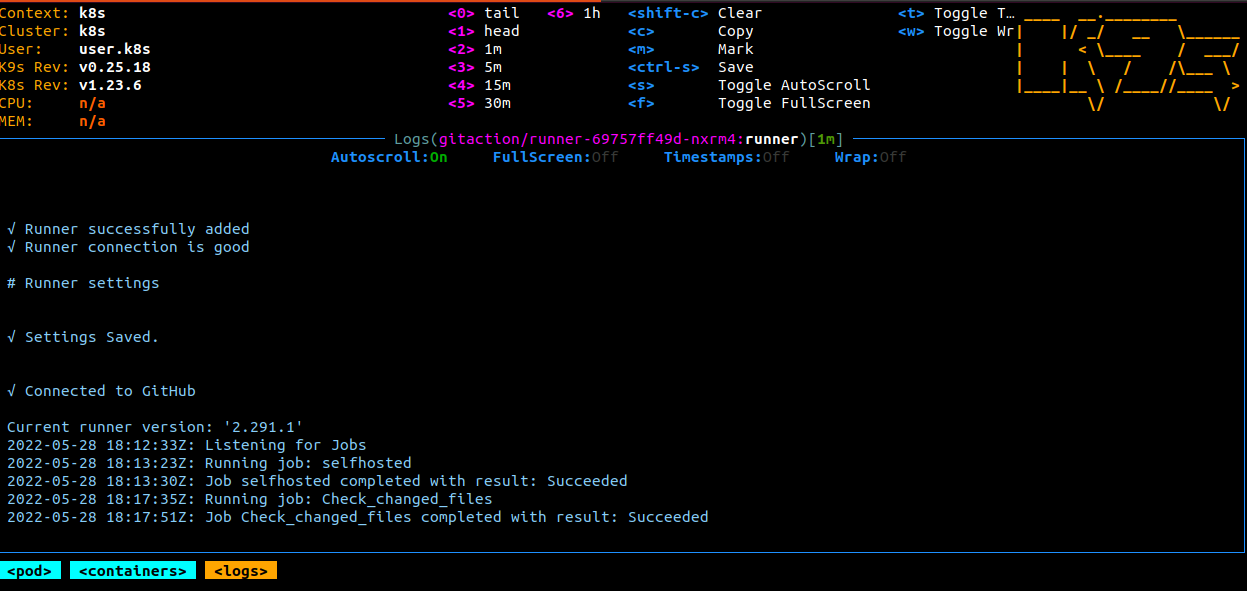 Context: k8s <0> tail <6> 1h <shift-c> Clear <t> Toggle T…
Cluster: k8s <1> head <c> Copy <w> Toggle Wr
User: user.k8s <2> 1m <m> Mark
K9s Rev: v0.25.18 <3> 5m <ctrl-s> Save
K8s Rev: v1.23.6 <4> 15m <s> Toggle AutoScroll
CPU: n/a <5> 30m <f> Toggle FullScreen
MEM: n/a
Logs(gitaction/runner-69757ff49d-nxrm4:runner)[1m]
Autoscroll:On FullScreen:Off Timestamps:Off Wrap:Off
√ Runner successfully added
√ Runner connection is good
# Runner settings
√ Settings Saved.
√ Connected to GitHub
Current runner version: '2.291.1'
2022-05-28 18:12:33Z: Listening for Jobs
2022-05-28 18:13:23Z: Running job: selfhosted
2022-05-28 18:13:30Z: Job selfhosted completed with result: Succeeded
2022-05-28 18:17:35Z: Running job: Check_changed_files
2022-05-28 18:17:51Z: Job Check_changed_files completed with result: Succeeded
<pod> <containers> <logs>